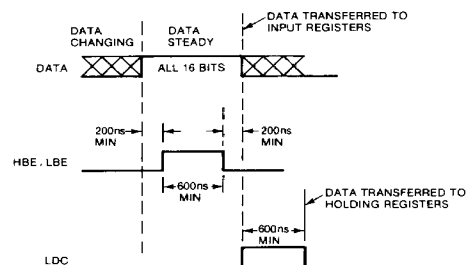 DATA TRANSFERRED TO
INPUT REGISTERS
DATA
CHANGING
DATA
STEADY
DATA
ALL 16 BITS
200ns
MIN
200ns
MIN
HBE, LBE
600ns
MIN
DATA TRANSFERRED TO
HOLDING REGISTERS
600ns
MIN
LDC